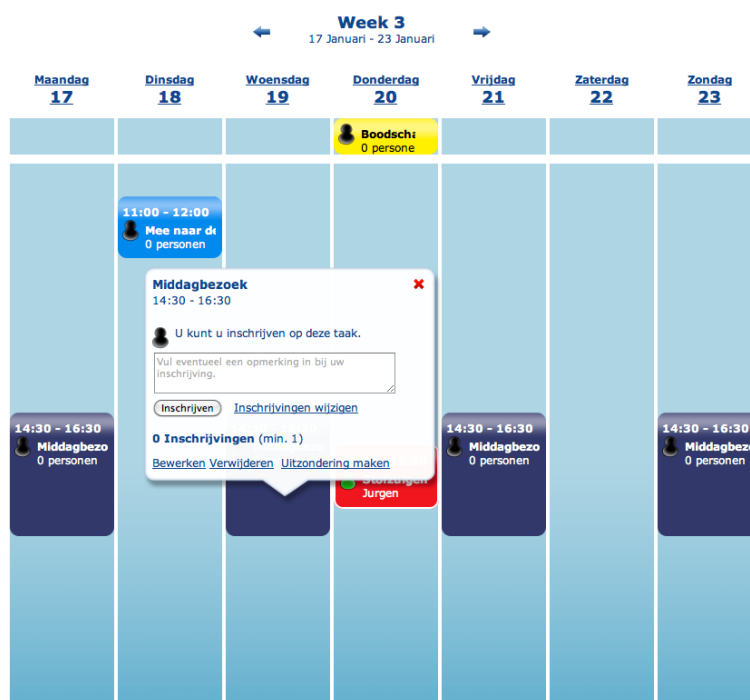 Week 3
17 Januari - 23 Januari
Maandag
17
Dinsdag
18
Woensdag
19
Donderdag
20
Vrijdag
21
Zaterdag
22
Zondag
23
Boodscha
0 persone
11:00 - 12:00
Mee naar de
0 personen
Middagbezoek
14:30 - 16:30
U kunt u inschrijven op deze taak.
Vul eventueel een opmerking in bij uw
inschrijving.
Inschrijven
Inschrijvingen wijzigen
0 Inschrijvingen (min. 1)
Bewerken Verwijderen Uitzondering maken
14:30 - 16:30
Middagbezo
0 personen
Jurgen
14:30 - 16:30
Middagbezo
0 personen
14:30 - 16:30
Middagbezo
0 personen